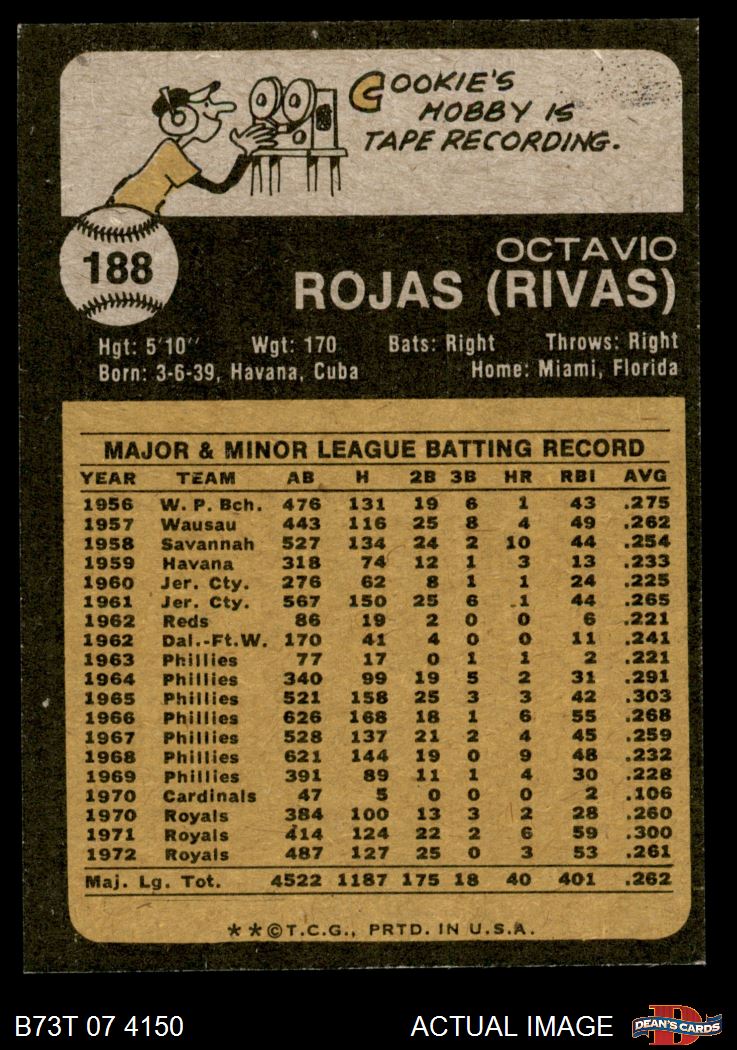 COOKIE'S
HOBBY IS
TAPE RECORDING.
188
OCTAVIO
ROJAS (RIVAS)
Hgt: 5'10" Wgt: 170 Bats: Right Throws: Right
Born: 3-6-39, Havana, Cuba Home: Miami, Florida
MAJOR & MINOR LEAGUE BATTING RECORD
YEAR TEAM AB H 2B 3B HR RBI AVG
1956 W. P. Bch. 476 131 19 6 1 43 .275
1957 Wausau 443 116 25 8 4 49 .262
1958 Savannah 527 134 24 2 10 44 .254
1959 Havana 318 74 12 1 3 13 .233
1960 Jer. Cty. 276 62 8 1 1 24 .225
1961 Jer. Cty. 567 150 25 6 1 44 .265
1962 Reds 86 19 2 0 0 6 .221
1962 Dal.-Ft.W. 170 41 4 0 0 11 .241
1963 Phillies 77 17 0 1 1 2 .221
1964 Phillies 340 99 19 5 2 31 .291
1965 Phillies 521 158 25 3 3 42 .303
1966 Phillies 626 168 18 1 6 55 .268
1967 Phillies 528 137 21 2 4 45 .259
1968 Phillies 621 144 19 0 9 48 .232
1969 Phillies 391 89 11 1 4 30 .228
1970 Cardinals 47 5 0 0 0 2 .106
1970 Royals 384 100 13 3 2 28 .260
1971 Royals 414 124 22 2 6 59 .300
1972 Royals 487 127 25 0 3 53 .261
Maj. Lg. Tot. 4522 1187 175 18 40 401 .262
**©T.C.G., PRTD. IN U.S.A.
B73T 07 4150 ACTUAL IMAGE DEAN'S CARDS